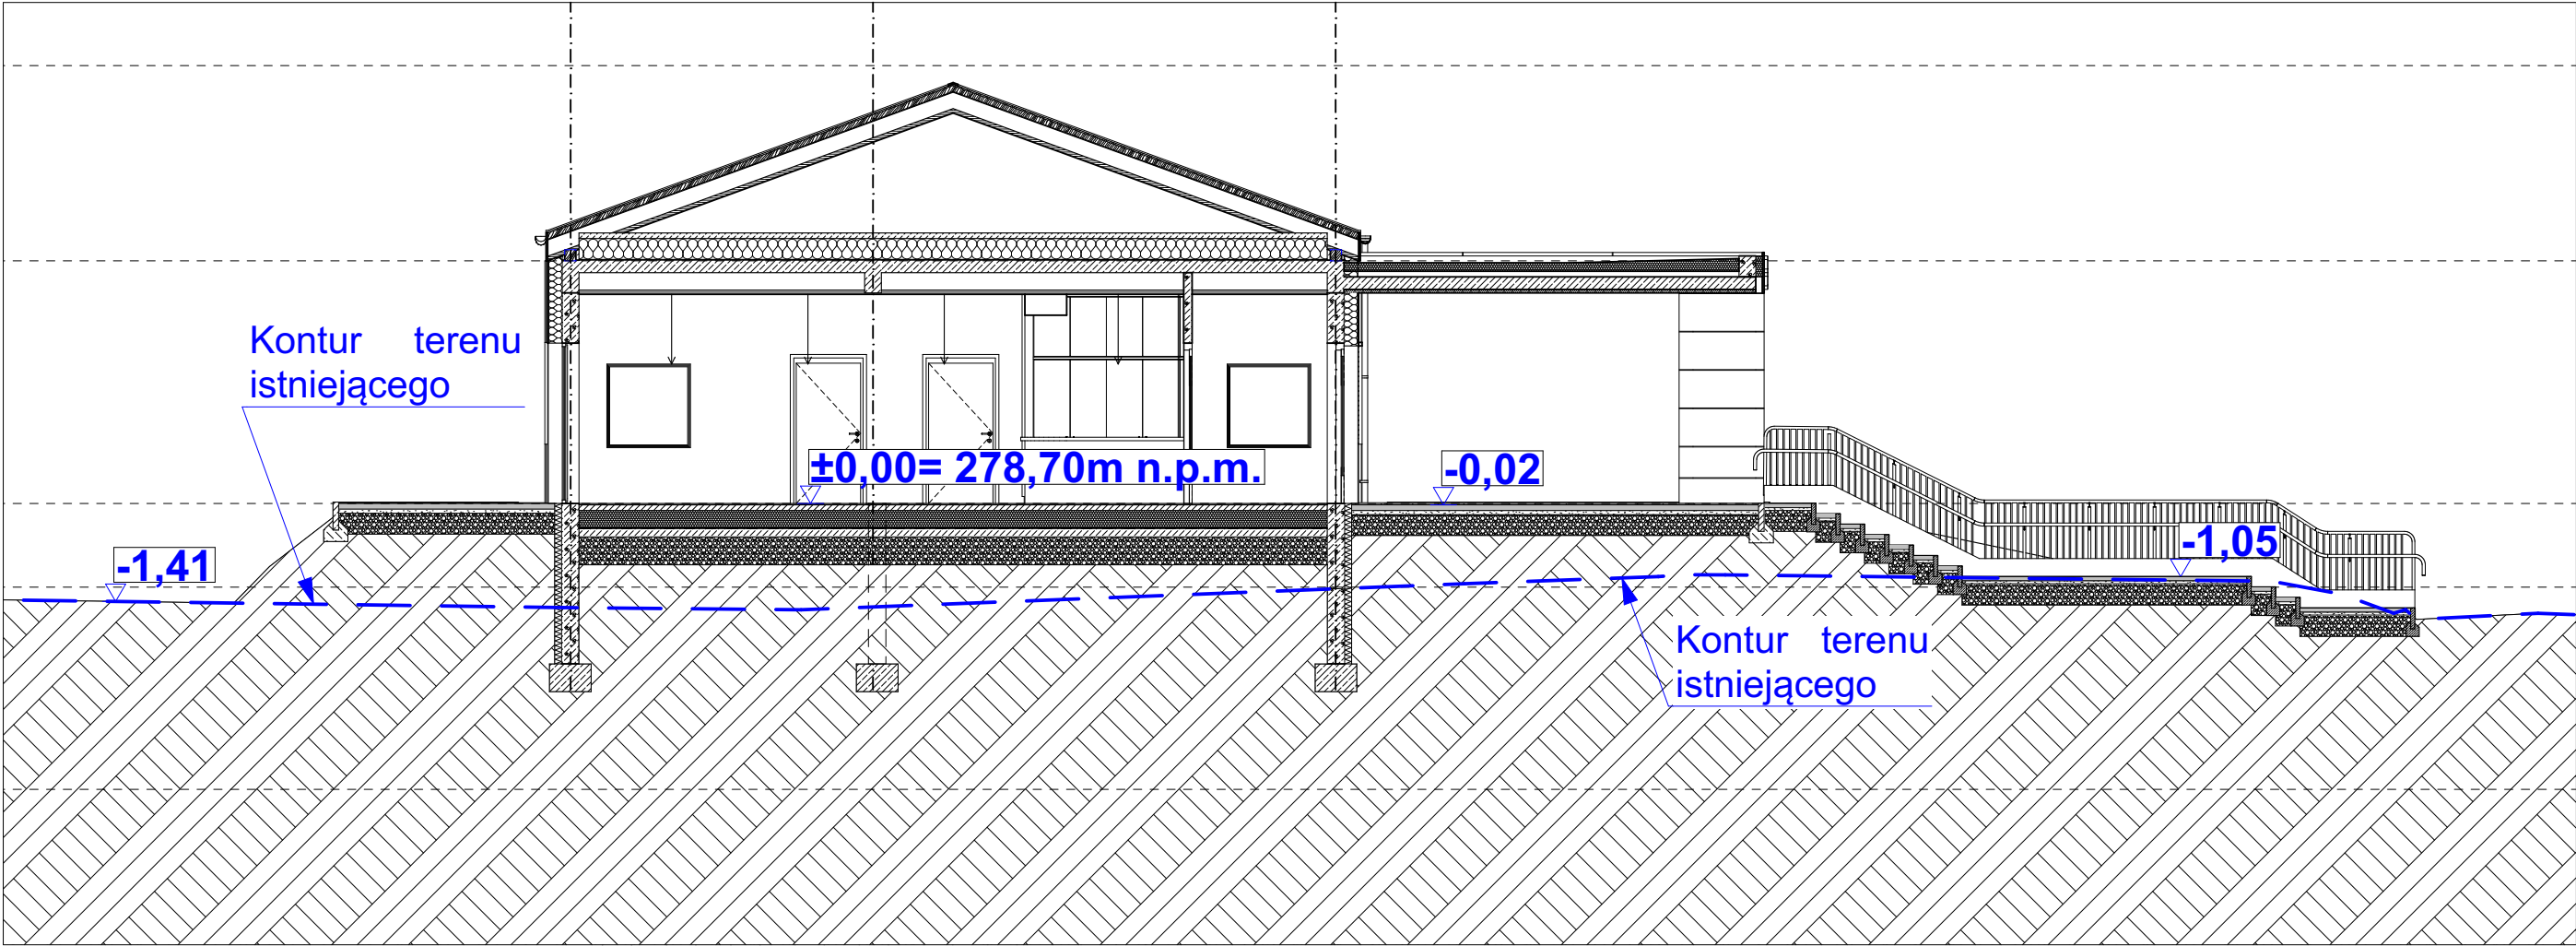 Kontur terenu
istniejącego
±0,00= 278,70m n.p.m.
-0,02
-1,41
-1,05
Kontur terenu
istniejącego